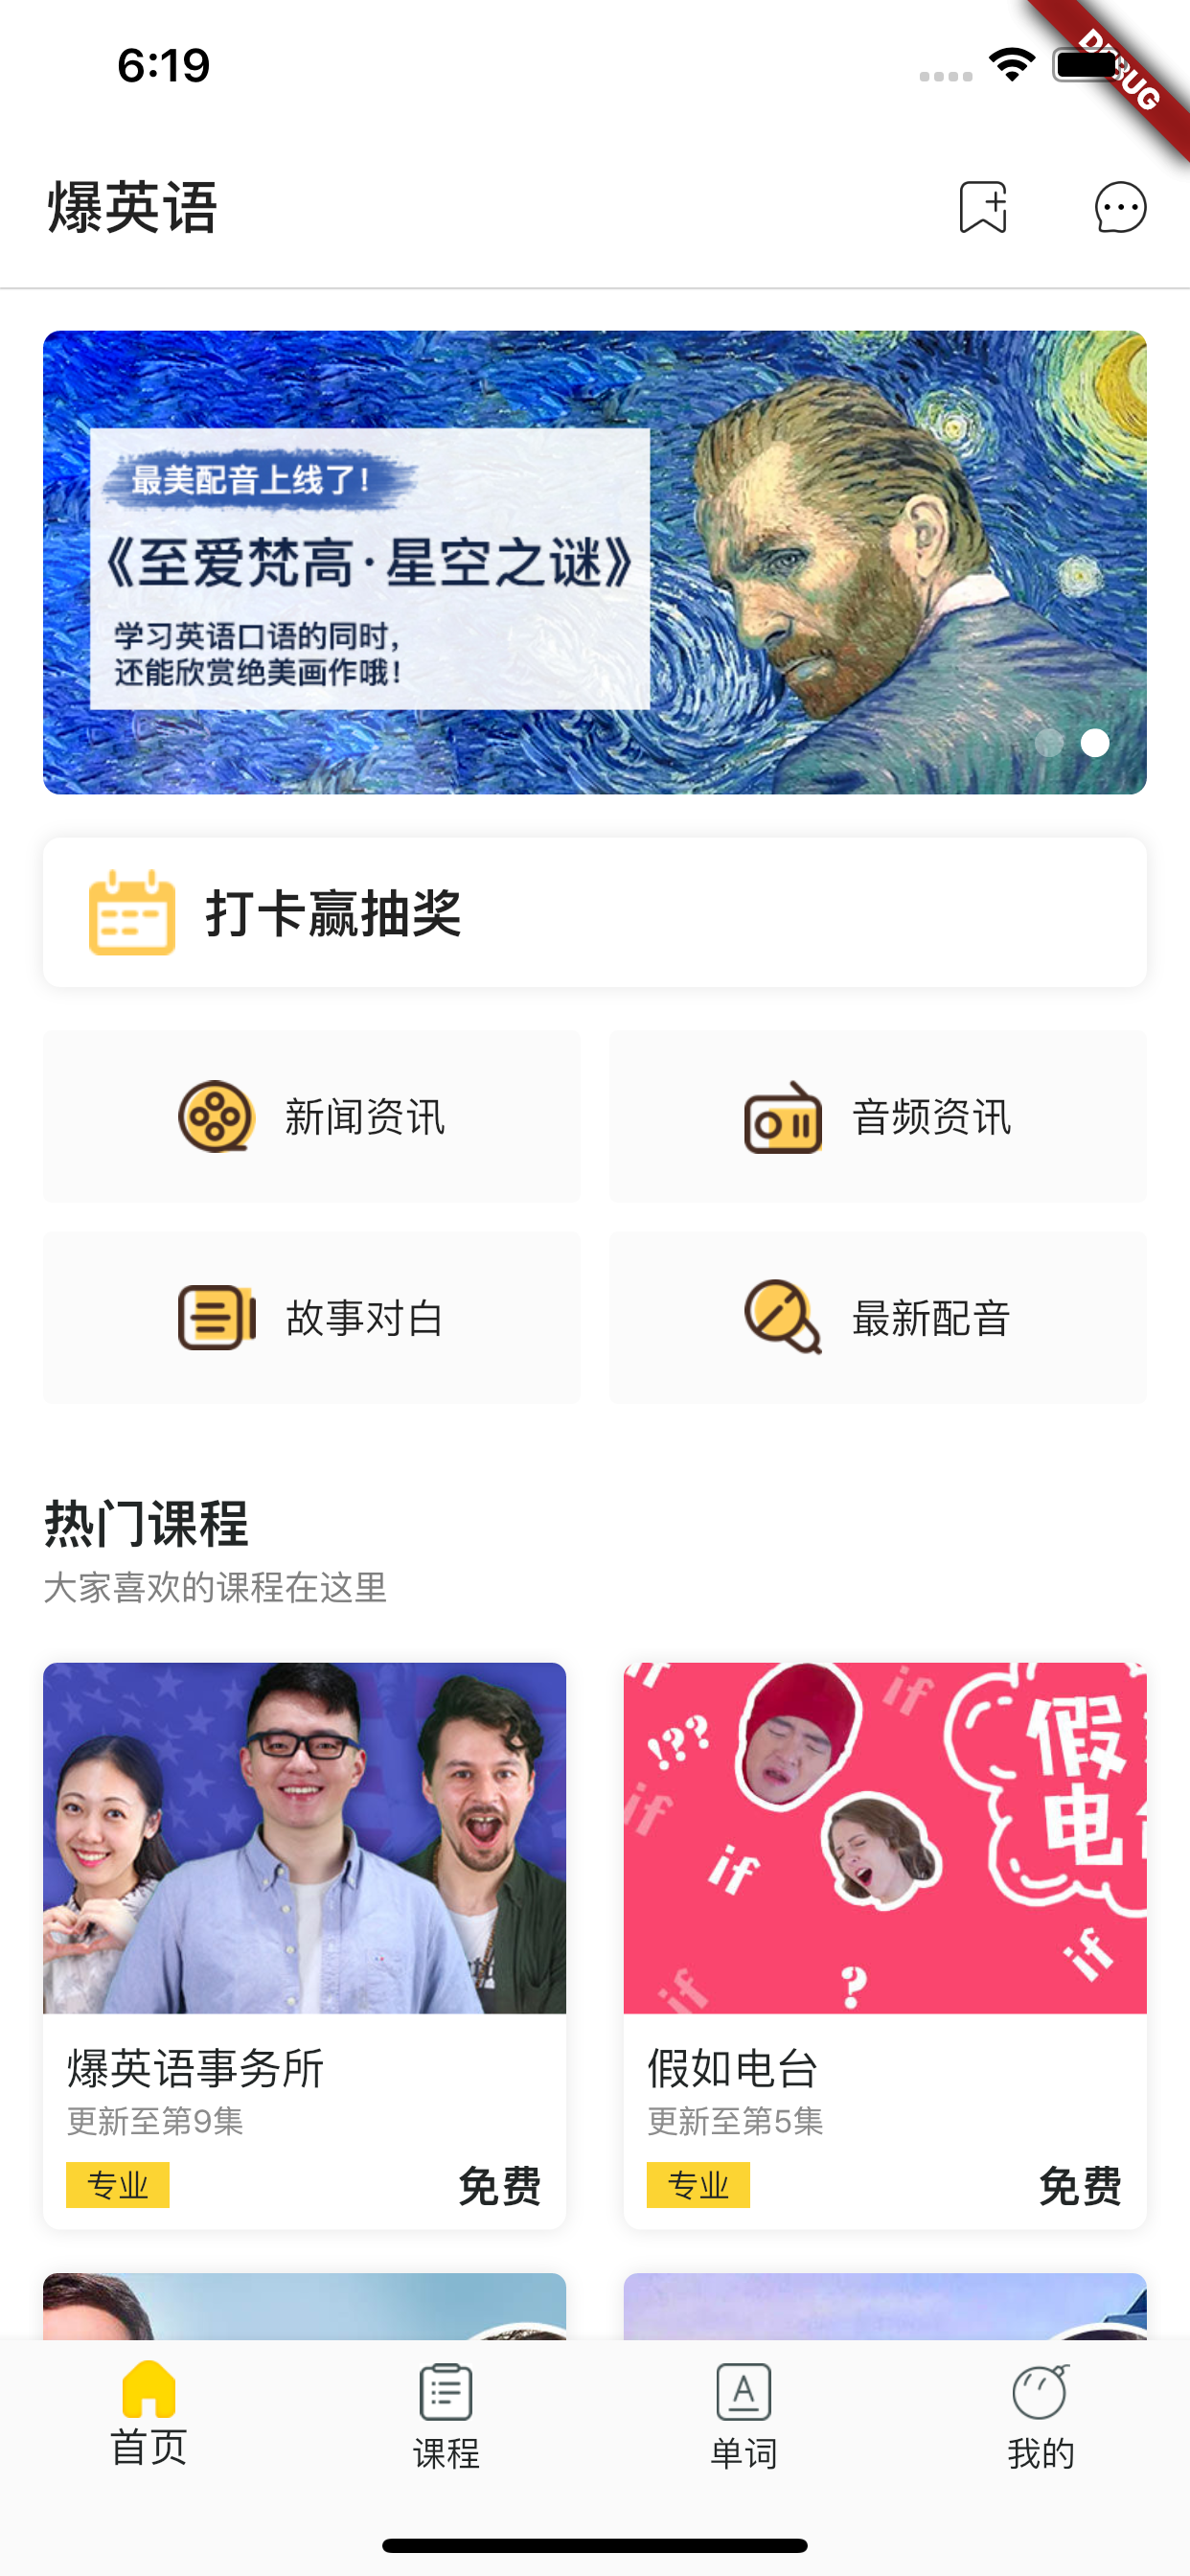 6:19
DEBUG
爆英语
最美配音上线了!
《至爱梵高·星空之谜》
学习英语口语的同时,
还能欣赏绝美画作哦!
打卡赢抽奖
新闻资讯
音频资讯
故事对白
最新配音
热门课程
大家喜欢的课程在这里
!??
if
if
if
if
假
电
if
if
?
爆英语事务所
更新至第9集
专业
免费
假如电台
更新至第5集
专业
免费
首页
课程
A
单词
我的